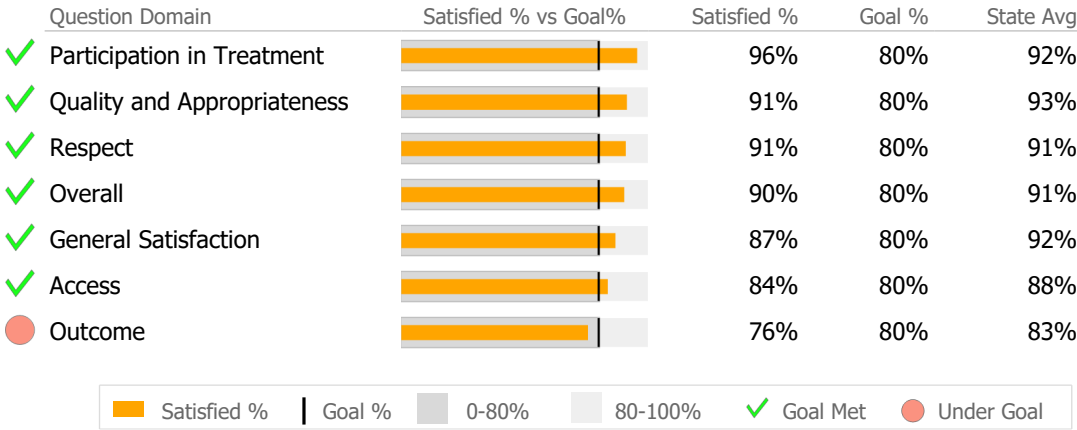 Question Domain Satisfied % vs Goal% Satisfied % Goal % State Avg
Participation in Treatment 96% 80% 92%
Quality and Appropriateness 91% 80% 93%
Respect 91% 80% 91%
Overall 90% 80% 91%
General Satisfaction 87% 80% 92%
Access 84% 80% 88%
Outcome 76% 80% 83%
Satisfied % Goal % 0-80% 80-100% Goal Met Under Goal